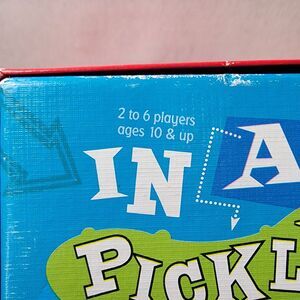 2 to 6 players
ages 10 & up
IN A
PICKL